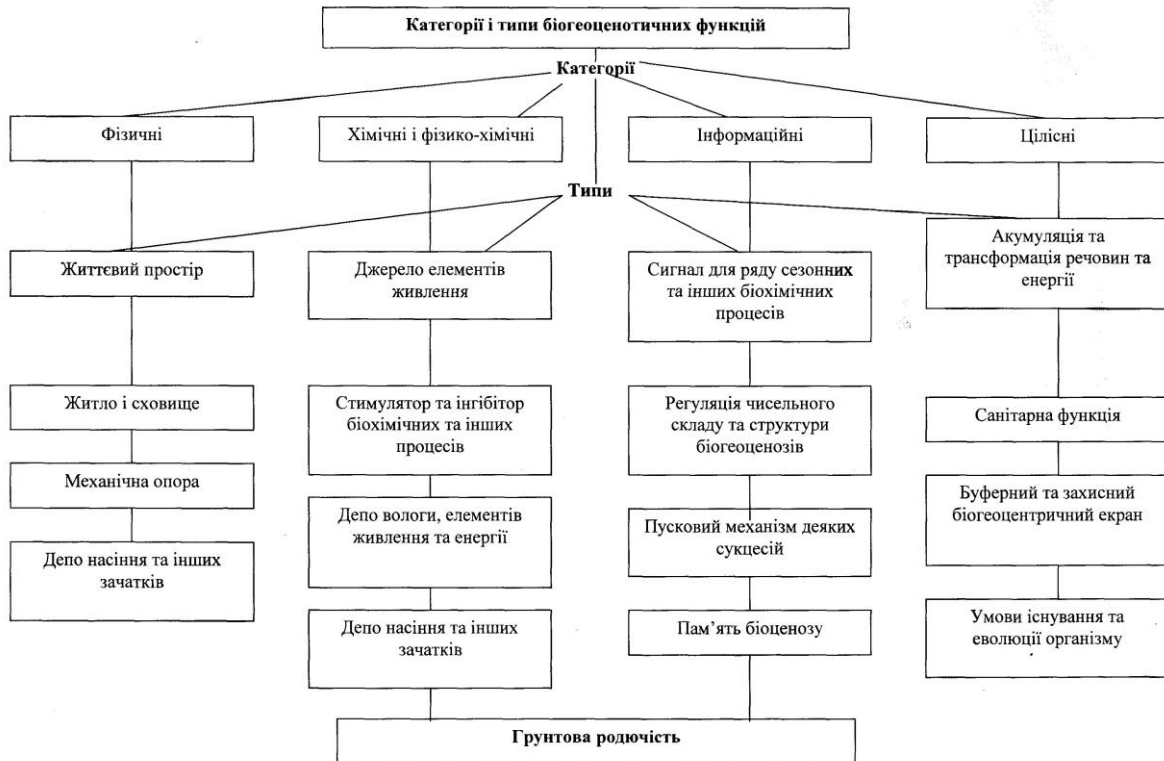 Категорії і типи біогеоценотичних функцій
Категорії
Фізичні
Хімічні і фізико-хімічні
Інформаційні
Цілісні
Типи
Життєвий простір
Джерело елементів
живлення
Сигнал для ряду сезонних
та інших біохімічних
процесів
Акумуляція та
трансформація речовин та
енергії
Житло і сховище
Стимулятор та інгібітор
біохімічних та інших
процесів
Регуляція чисельного
складу та структури
біогеоценозів
Санітарна функція
Механічна опора
Депо вологи, елементів
живлення та енергії
Пусковий механізм деяких
сукцесій
Буферний та захисний
біогеоцентричний екран
Депо насіння та інших
зачатків
Депо насіння та інших
зачатків
Пам’ять біоценозу
Умови існування та
еволюції організму
Грунтова родючість